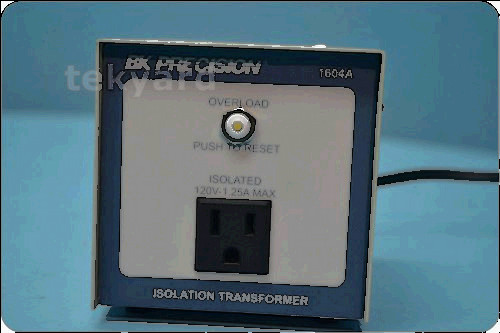 BK PRECISION
tekyard
1604A
OVERLOAD
PUSH TO RESET
ISOLATED
120V-1.25A MAX
ISOLATION TRANSFORMER